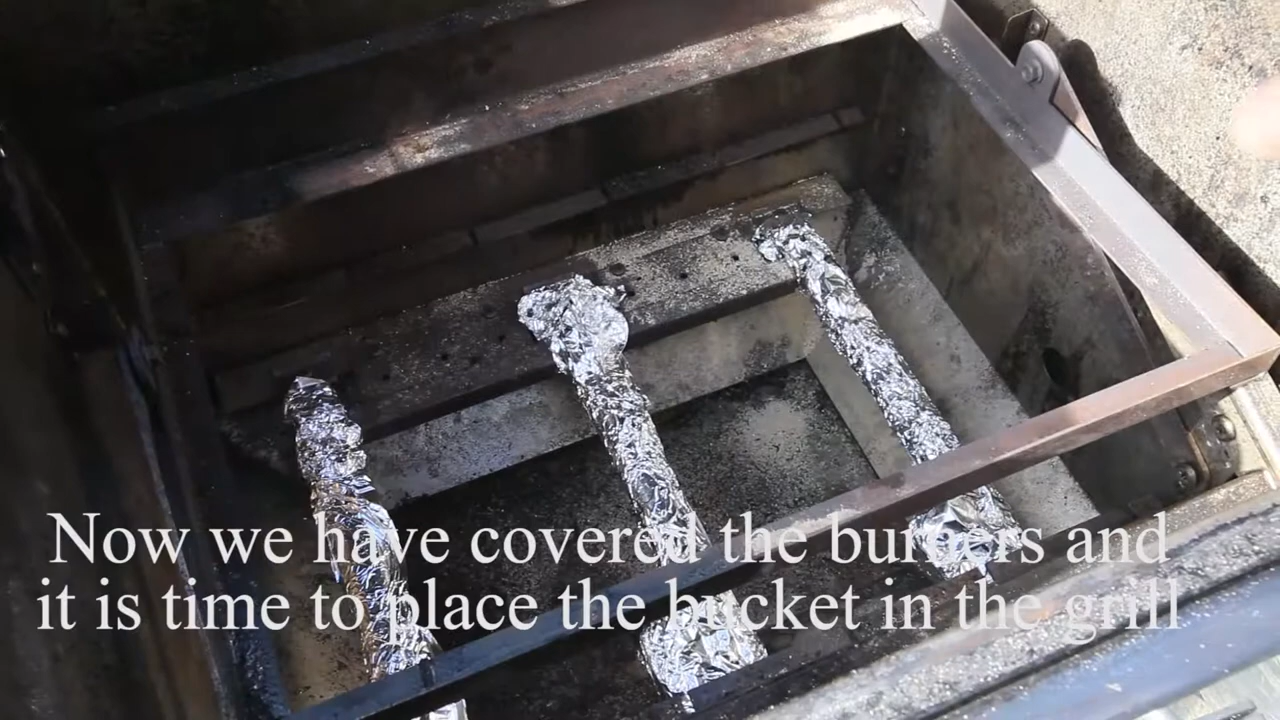 Now we have covered the burners and
it is time to place the bucket in the grill